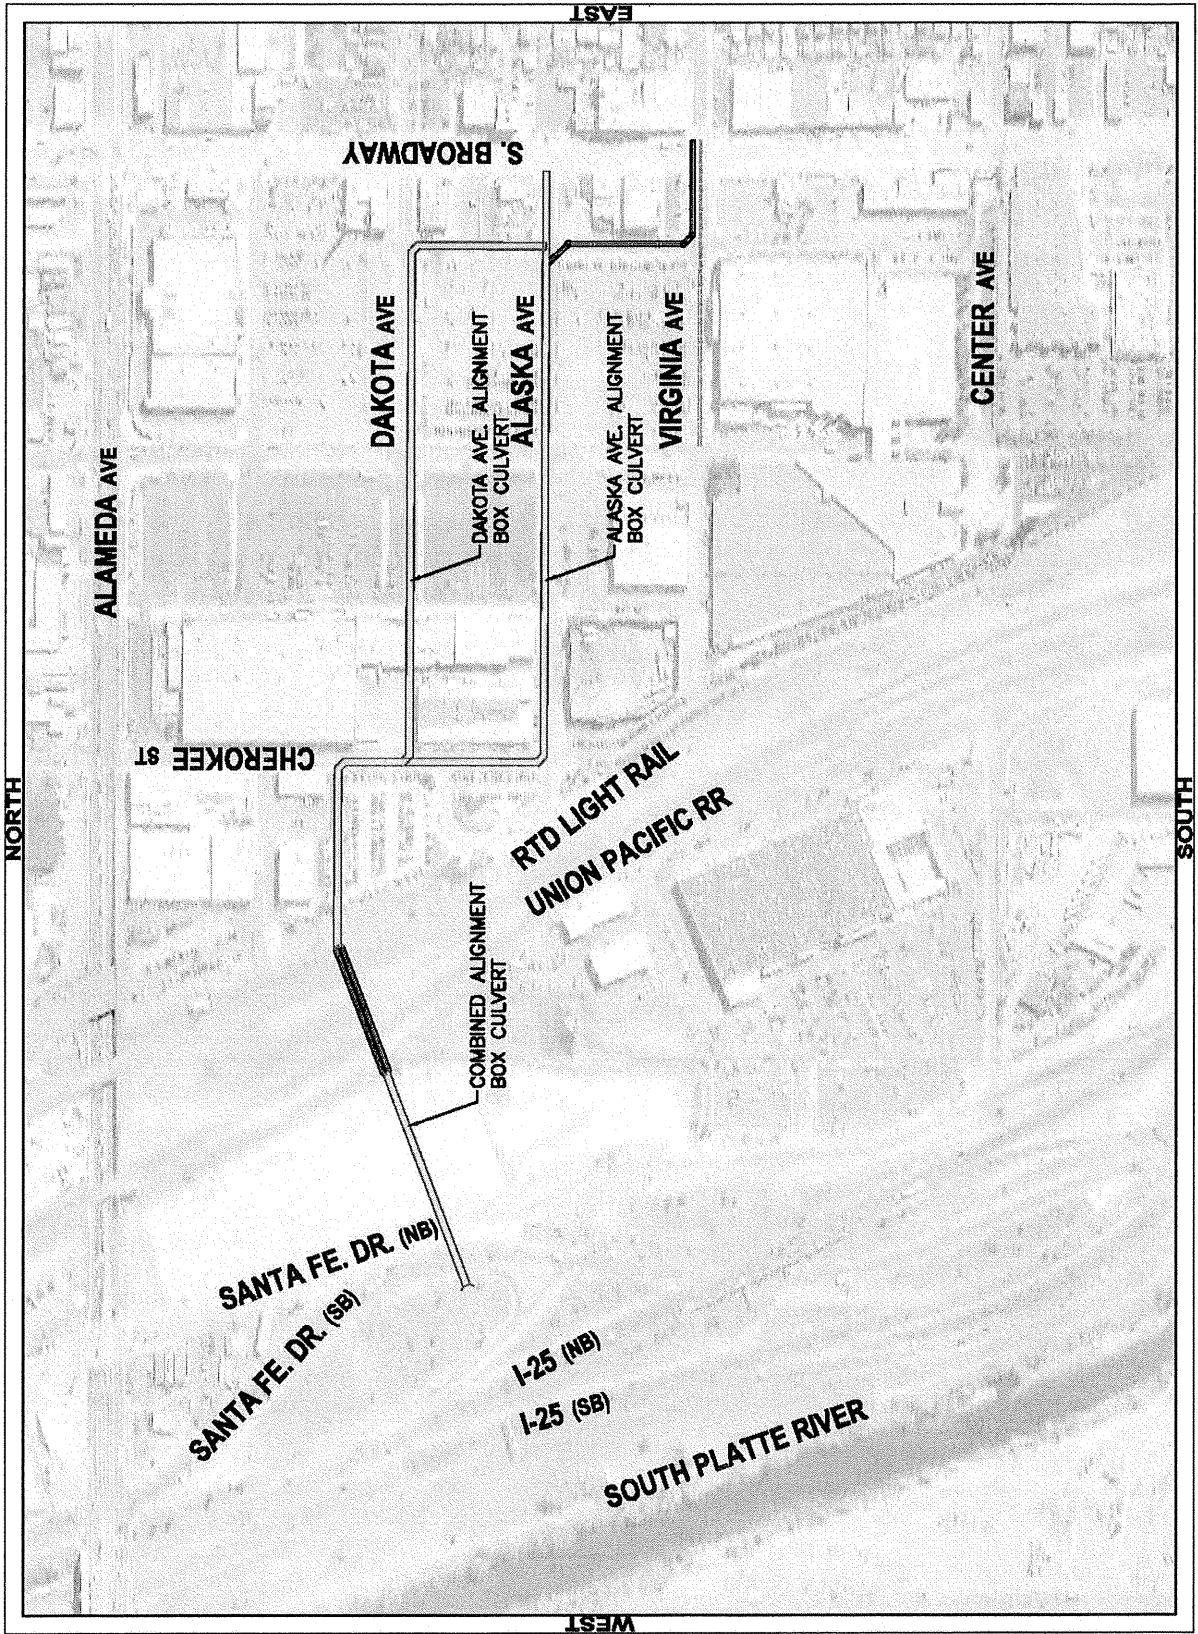 NORTH
EAST
WEST
SOUTH
ALAMEDA AVE
S. BROADWAY
DAKOTA AVE
ALASKA AVE
VIRGINIA AVE
CENTER AVE
CHEROKEE ST
DAKOTA AVE. ALIGNMENT
BOX CULVERT
ALASKA AVE. ALIGNMENT
BOX CULVERT
RTD LIGHT RAIL
UNION PACIFIC RR
COMBINED ALIGNMENT
BOX CULVERT
SANTA FE. DR. (NB)
SANTA FE. DR. (SB)
I-25 (NB)
I-25 (SB)
SOUTH PLATTE RIVER